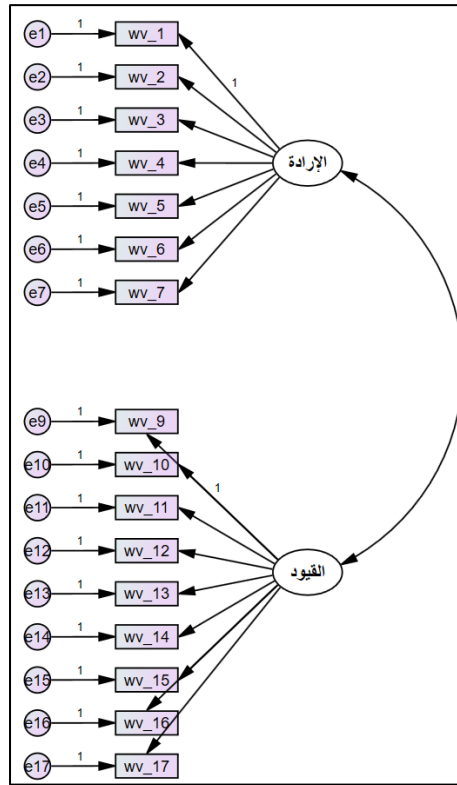 e1 1 wv_1
e2 1 wv_2
1
e3 1 wv_3
e4 1 wv_4
الإرادة
e5 1 wv_5
e6 1 wv_6
e7 1 wv_7
e9 1 wv_9
e10 1 wv_10
1
e11 1 wv_11
e12 1 wv_12
القيود
e13 1 wv_13
e14 1 wv_14
e15 1 wv_15
e16 1 wv_16
e17 1 wv_17